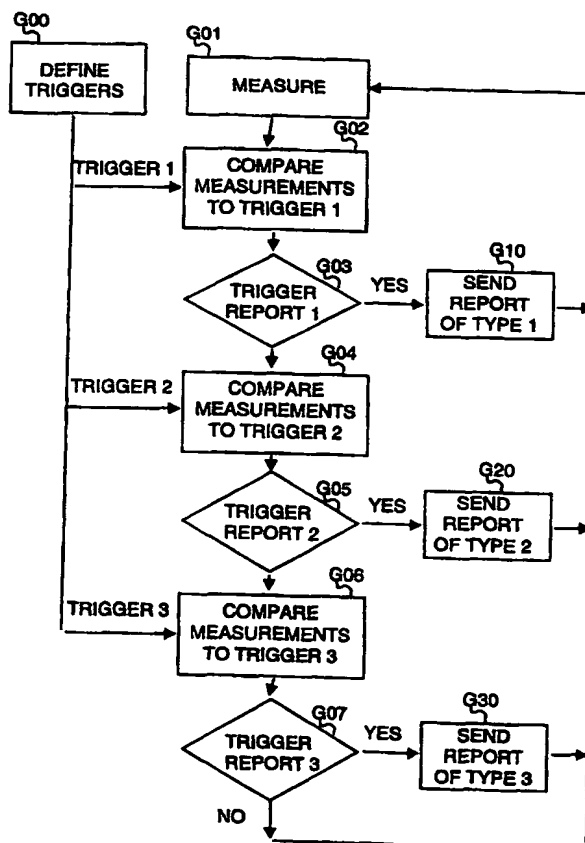 G00
DEFINE
TRIGGERS
G01
MEASURE
G02
TRIGGER 1
COMPARE
MEASUREMENTS
TO TRIGGER 1
G03
TRIGGER
REPORT 1
YES
G10
SEND
REPORT
OF TYPE 1
G04
TRIGGER 2
COMPARE
MEASUREMENTS
TO TRIGGER 2
G05
TRIGGER
REPORT 2
YES
G20
SEND
REPORT
OF TYPE 2
G06
TRIGGER 3
COMPARE
MEASUREMENTS
TO TRIGGER 3
G07
TRIGGER
REPORT 3
YES
G30
SEND
REPORT
OF TYPE 3
NO